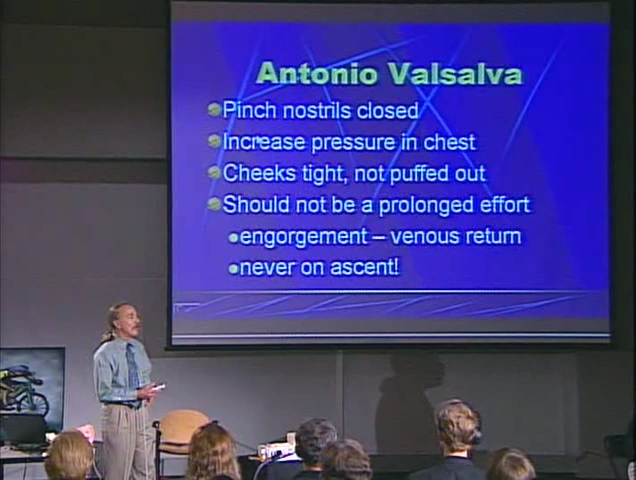 Antonio Valsalva
Pinch nostrils closed
Increase pressure in chest
Cheeks tight, not puffed out
Should not be a prolonged effort
engorgement – venous return
never on ascent!